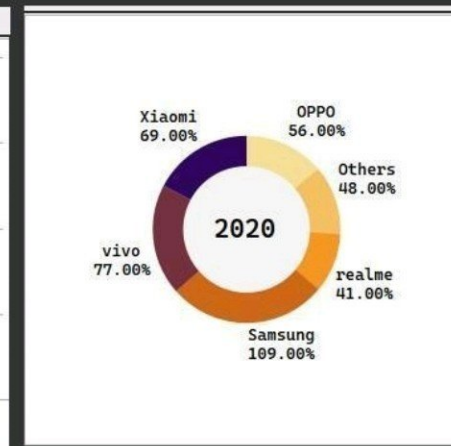 Xiaomi
69.00%
OPPO
56.00%
Others
48.00%
2020
vivo
77.00%
realme
41.00%
Samsung
109.00%